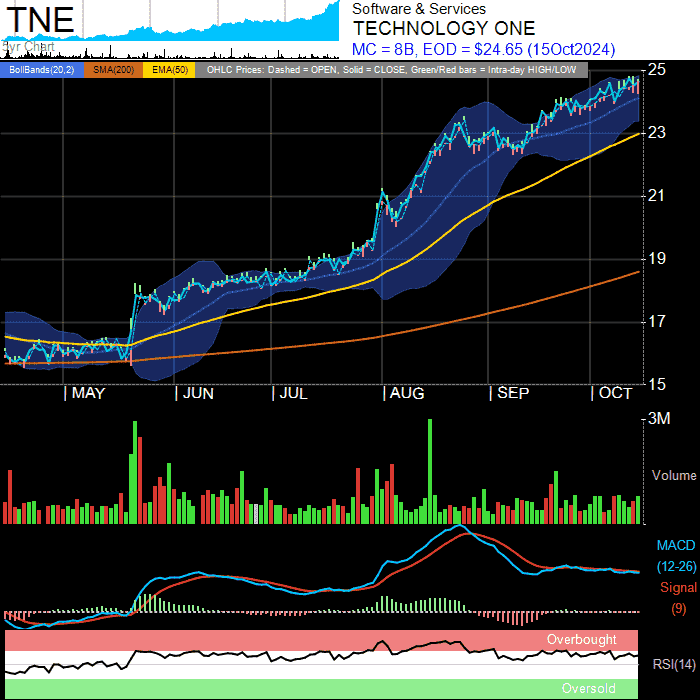 TNE
5yr Chart
Software & Services
TECHNOLOGY ONE
MC = 8B, EOD = $24.65 (15Oct2024)
BollBands(20,2) SMA(200) EMA(50) OHLC Prices: Dashed = OPEN, Solid = CLOSE, Green/Red bars = Intra-day HIGH/LOW
25
23
21
19
17
15
| MAY | JUN | JUL | AUG | SEP | OCT
3M
Volume
MACD
(12-26)
Signal
(9)
Overbought
RSI(14)
Oversold